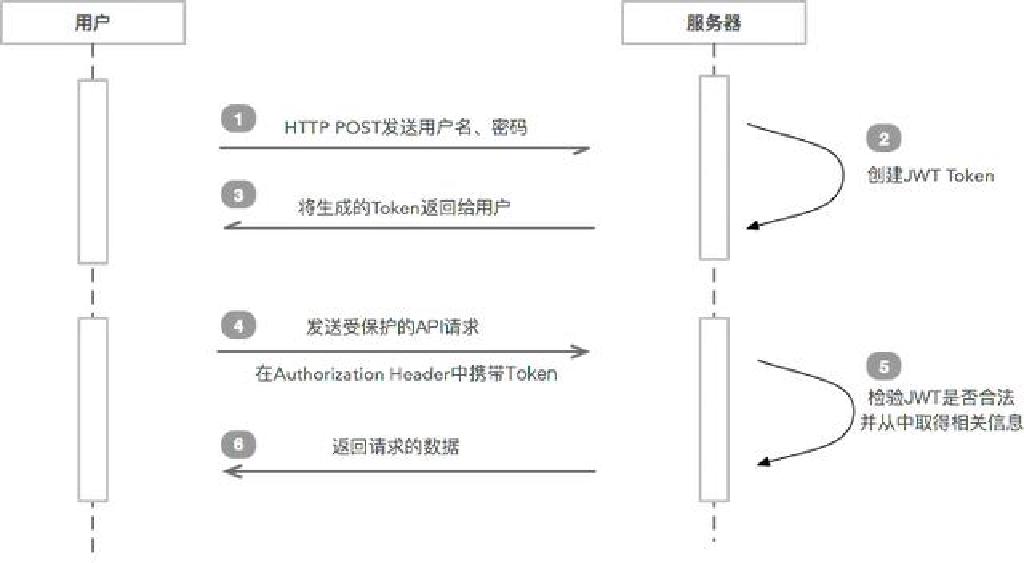 用户
服务器
1
HTTP POST发送用户名、密码
2
创建JWT Token
3
将生成的Token返回给用户
4
发送受保护的API请求
在Authorization Header中携带Token
5
检验JWT是否合法
并从中取得相关信息
6
返回请求的数据